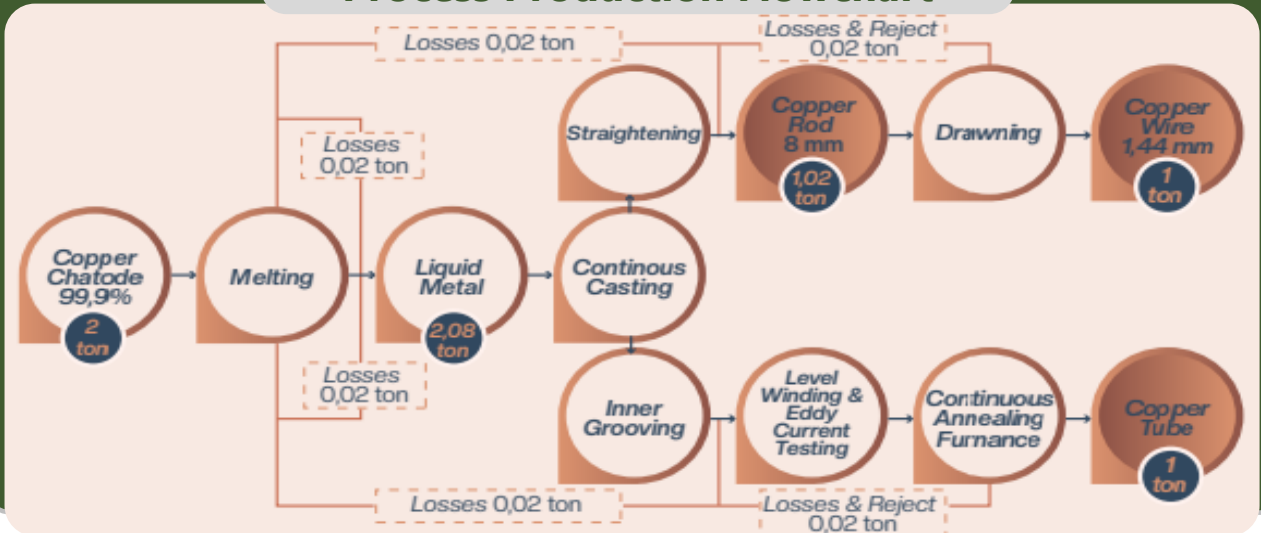 Process Production Flowchart
Losses 0,02 ton
Losses & Reject
0,02 ton
Losses
0,02 ton
Straightening
Copper
Rod
8 mm
1,02
ton
Drawning
Copper
Wire
1,44 mm
1
ton
Copper
Chatode
99,9%
2
ton
Melting
Liquid
Metal
2,08
ton
Continous
Casting
Losses
0,02 ton
Inner
Grooving
Level
Winding &
Eddy
Current
Testing
Continuous
Annealing
Furnance
Copper
Tube
1
ton
Losses 0,02 ton
Losses & Reject
0,02 ton